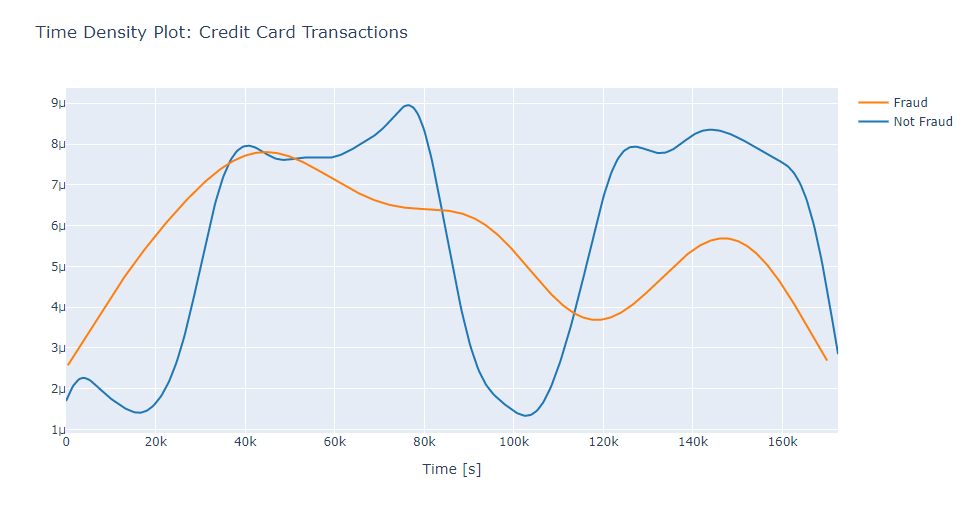 Time Density Plot: Credit Card Transactions
Fraud
Not Fraud
9μ
8μ
7μ
6μ
5μ
4μ
3μ
2μ
1μ
0 20k 40k 60k 80k 100k 120k 140k 160k
Time [s]